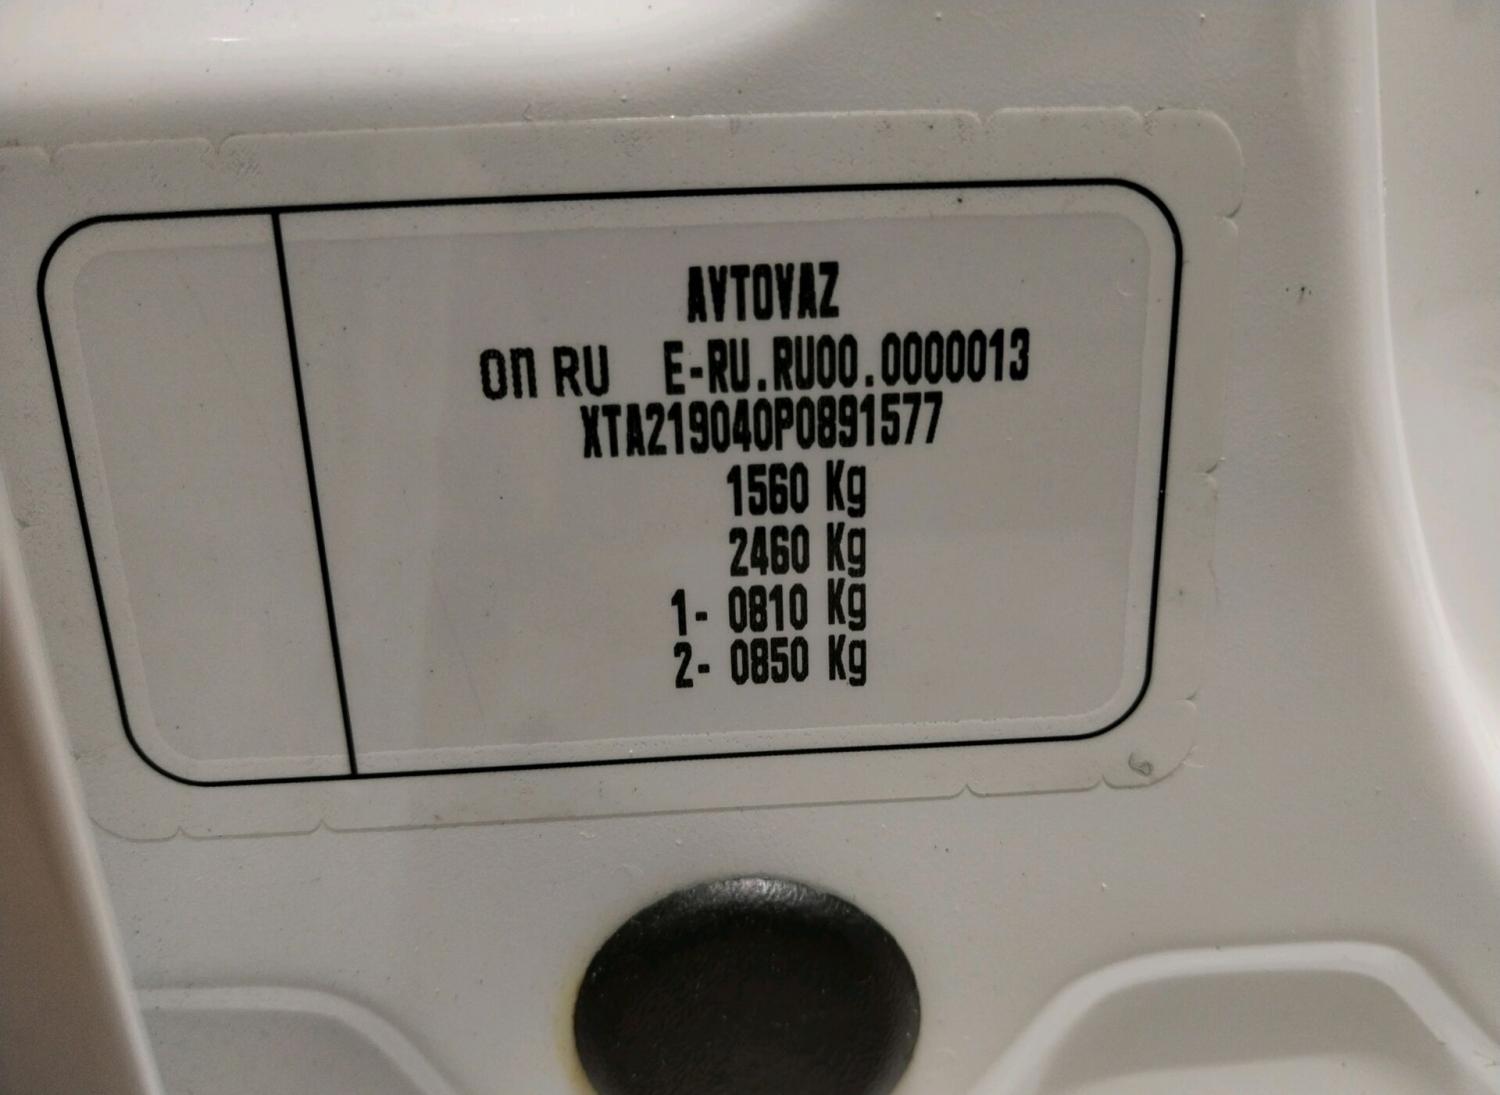 AVTOVAZ
ОП RU E-RU.RU00.0000013
XTA219040P0891577
1560 Kg
2460 Kg
1- 0810 Kg
2- 0850 Kg